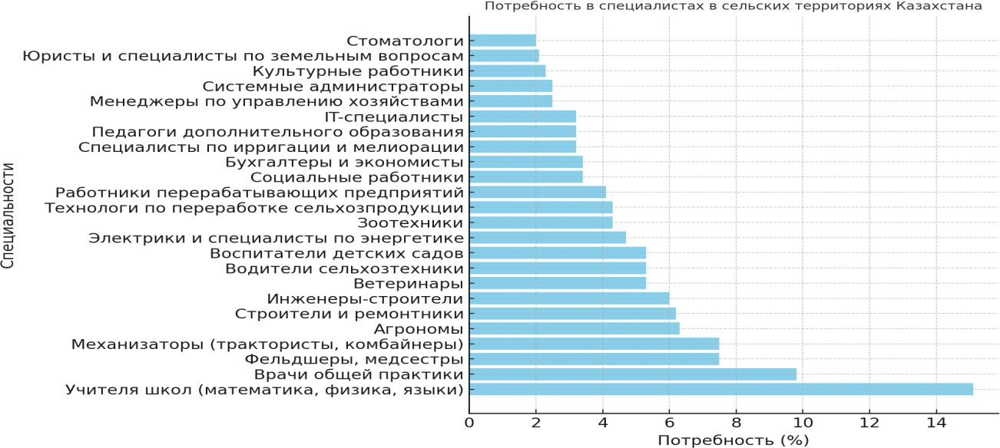 Потребность в специалистах в сельских территориях Казахстана
Специальности
Стоматологи
Юристы и специалисты по земельным вопросам
Культурные работники
Системные администраторы
Менеджеры по управлению хозяйствами
IT-специалисты
Педагоги дополнительного образования
Специалисты по ирригации и мелиорации
Бухгалтеры и экономисты
Социальные работники
Работники перерабатывающих предприятий
Технологи по переработке сельхозпродукции
Зоотехники
Электрики и специалисты по энергетике
Воспитатели детских садов
Водители сельхозтехники
Ветеринары
Инженеры-строители
Строители и ремонтники
Агрономы
Механизаторы (трактористы, комбайнеры)
Фельдшеры, медсестры
Врачи общей практики
Учителя школ (математика, физика, языки)
0 2 4 6 8 10 12 14
Потребность (%)